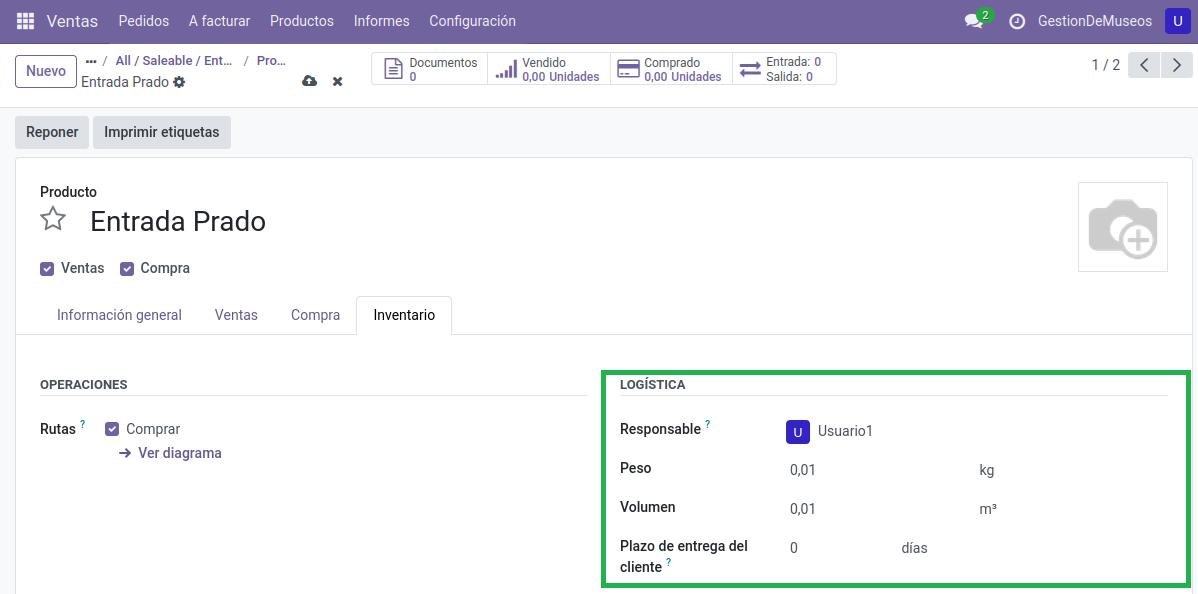 Ventas Pedidos A facturar Productos Informes Configuración 2 GestionDeMuseos U
Nuevo ... / All / Saleable / Ent... / Pro...
Entrada Prado
Documentos
0
Vendido
0,00 Unidades
Comprado
0,00 Unidades
Entrada: 0
Salida: 0
1 / 2
Reponer Imprimir etiquetas
Producto
Entrada Prado
Ventas Compra
Información general Ventas Compra Inventario
OPERACIONES
Rutas ? Comprar
Ver diagrama
LOGÍSTICA
Responsable ? U Usuario1
Peso 0,01 kg
Volumen 0,01 m³
Plazo de entrega del 0 días
cliente ?